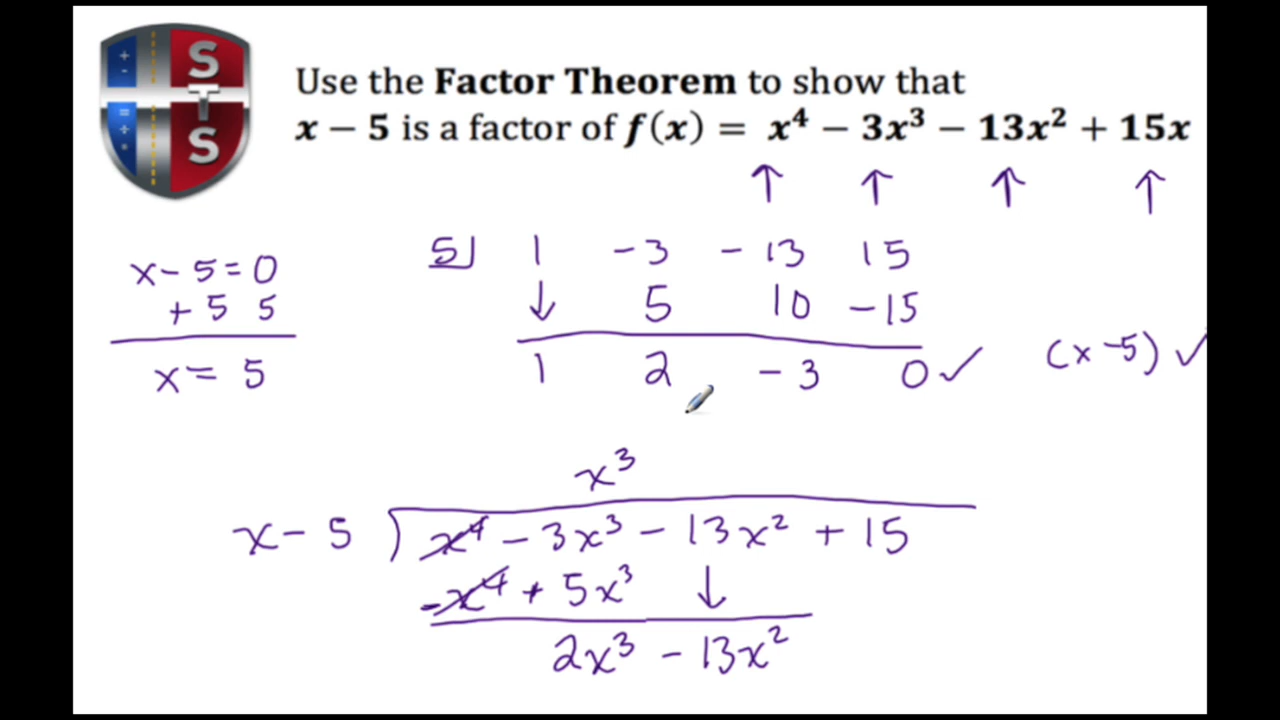 S
T
S
+
-
=
÷
*
Use the Factor Theorem to show that
x − 5 is a factor of f(x) = x⁴ − 3x³ − 13x² + 15x
↑ ↑ ↑ ↑
x - 5 = 0
+ 5 5
x = 5
5 1 -3 -13 15
↓ 5 10 -15
1 2 -3 0 ✓
(x -5) ✓
x³
x - 5 ) x⁴ - 3x³ - 13x² + 15
-x⁴ + 5x³ ↓
2x³ - 13x²